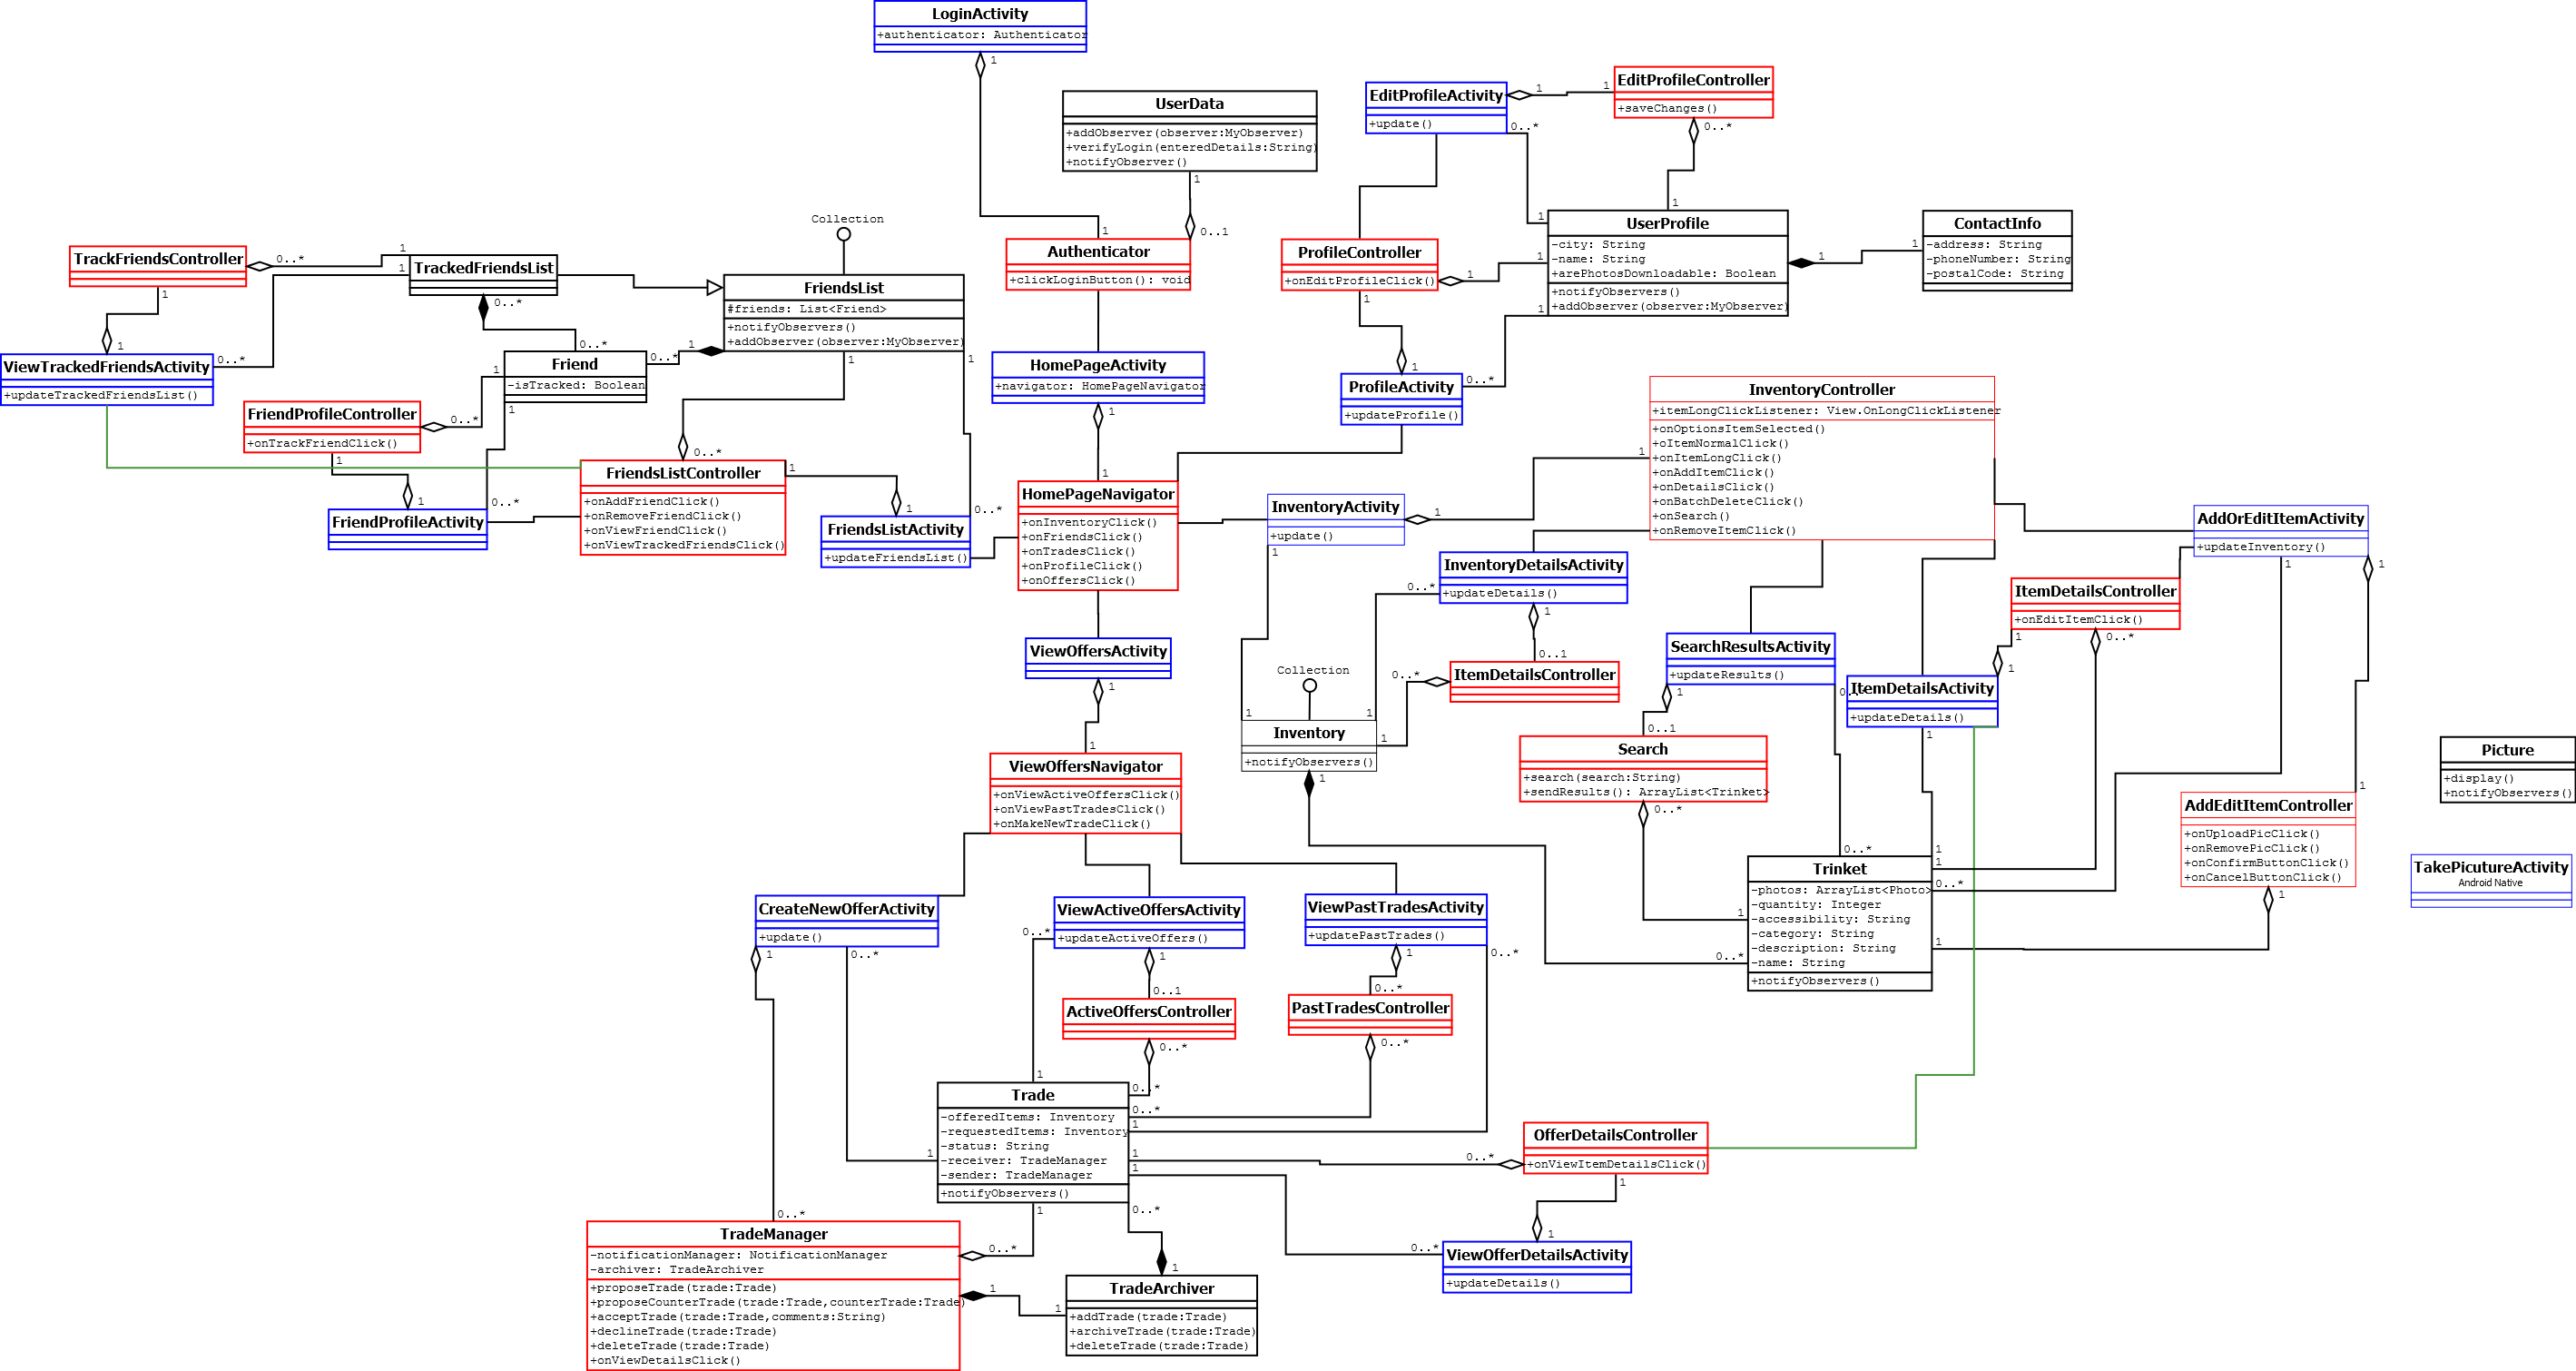 LoginActivity
+authenticator: Authenticator
1
UserData
+addObserver(observer:MyObserver)
+verifyLogin(enteredDetails:String)
+notifyObserver()
1
0..1
1
Authenticator
+clickLoginButton(): void
EditProfileActivity
+update()
1
1
0..*
EditProfileController
+saveChanges()
0..*
1
1
UserProfile
-city: String
-name: String
+arePhotosDownloadable: Boolean
+notifyObservers()
+addObserver(observer:MyObserver)
1
1
1
1
ContactInfo
-address: String
-phoneNumber: String
-postalCode: String
ProfileController
+onEditProfileClick()
1
1
1
ProfileActivity
+updateProfile()
0..*
Collection
TrackFriendsController
0..*
1
1
1
TrackedFriendsList
0..*
0..*
FriendsList
#friends: List<Friend>
+notifyObservers()
+addObserver(observer:MyObserver)
1
0..*
1
1
1
ViewTrackedFriendsActivity
+updateTrackedFriendsList()
0..*
Friend
-isTracked: Boolean
1
1
FriendProfileController
+onTrackFriendClick()
0..*
1
1
FriendProfileActivity
0..*
0..*
FriendsListController
+onAddFriendClick()
+onRemoveFriendClick()
+onViewFriendClick()
+onViewTrackedFriendsClick()
1
1
FriendsListActivity
+updateFriendsList()
0..*
HomePageActivity
+navigator: HomePageNavigator
1
1
HomePageNavigator
+onInventoryClick()
+onFriendsClick()
+onTradesClick()
+onProfileClick()
+onOffersClick()
InventoryController
+itemLongClickListener: View.OnLongClickListener
+onOptionsItemSelected()
+oItemNormalClick()
+onItemLongClick()
+onAddItemClick()
+onDetailsClick()
+onBatchDeleteClick()
+onSearch()
+onRemoveItemClick()
1
InventoryActivity
+update()
1
1
InventoryDetailsActivity
+updateDetails()
0..*
1
0..1
ItemDetailsController
0..*
AddOrEditItemActivity
+updateInventory()
1
1
ItemDetailsController
+onEditItemClick()
1
0..*
SearchResultsActivity
+updateResults()
1
0..*
ItemDetailsActivity
+updateDetails()
1
1
ViewOffersActivity
1
1
Collection
1
1
Inventory
+notifyObservers()
1
1
0..1
Search
+search(search:String)
+sendResults(): ArrayList<Trinket>
0..*
Picture
+display()
+notifyObservers()
ViewOffersNavigator
+onViewActiveOffersClick()
+onViewPastTradesClick()
+onMakeNewTradeClick()
1
AddEditItemController
+onUploadPicClick()
+onRemovePicClick()
+onConfirmButtonClick()
+onCancelButtonClick()
1
TakePicutureActivity
Android Native
0..*
1
1
0..*
1
1
0..*
Trinket
-photos: ArrayList<Photo>
-quantity: Integer
-accessibility: String
-category: String
-description: String
-name: String
+notifyObservers()
CreateNewOfferActivity
+update()
1
0..*
ViewActiveOffersActivity
+updateActiveOffers()
0..*
1
ViewPastTradesActivity
+updatePastTrades()
1
0..*
0..1
ActiveOffersController
0..*
0..*
PastTradesController
0..*
1
0..*
0..*
1
1
1
1
Trade
-offeredItems: Inventory
-requestedItems: Inventory
-status: String
-receiver: TradeManager
-sender: TradeManager
+notifyObservers()
1
0..*
OfferDetailsController
+onViewItemDetailsClick()
0..*
1
1
0..*
ViewOfferDetailsActivity
+updateDetails()
0..*
TradeManager
-notificationManager: NotificationManager
-archiver: TradeArchiver
+proposeTrade(trade:Trade)
+proposeCounterTrade(trade:Trade,counterTrade:Trade)
+acceptTrade(trade:Trade,comments:String)
+declineTrade(trade:Trade)
+deleteTrade(trade:Trade)
+onViewDetailsClick()
0..*
1
1
1
TradeArchiver
+addTrade(trade:Trade)
+archiveTrade(trade:Trade)
+deleteTrade(trade:Trade)